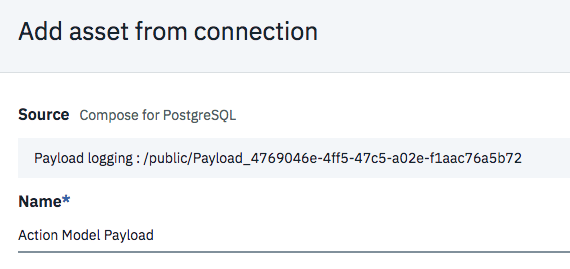 Add asset from connection
Source Compose for PostgreSQL
Payload logging : /public/Payload_4769046e-4ff5-47c5-a02e-f1aac76a5b72
Name*
Action Model Payload